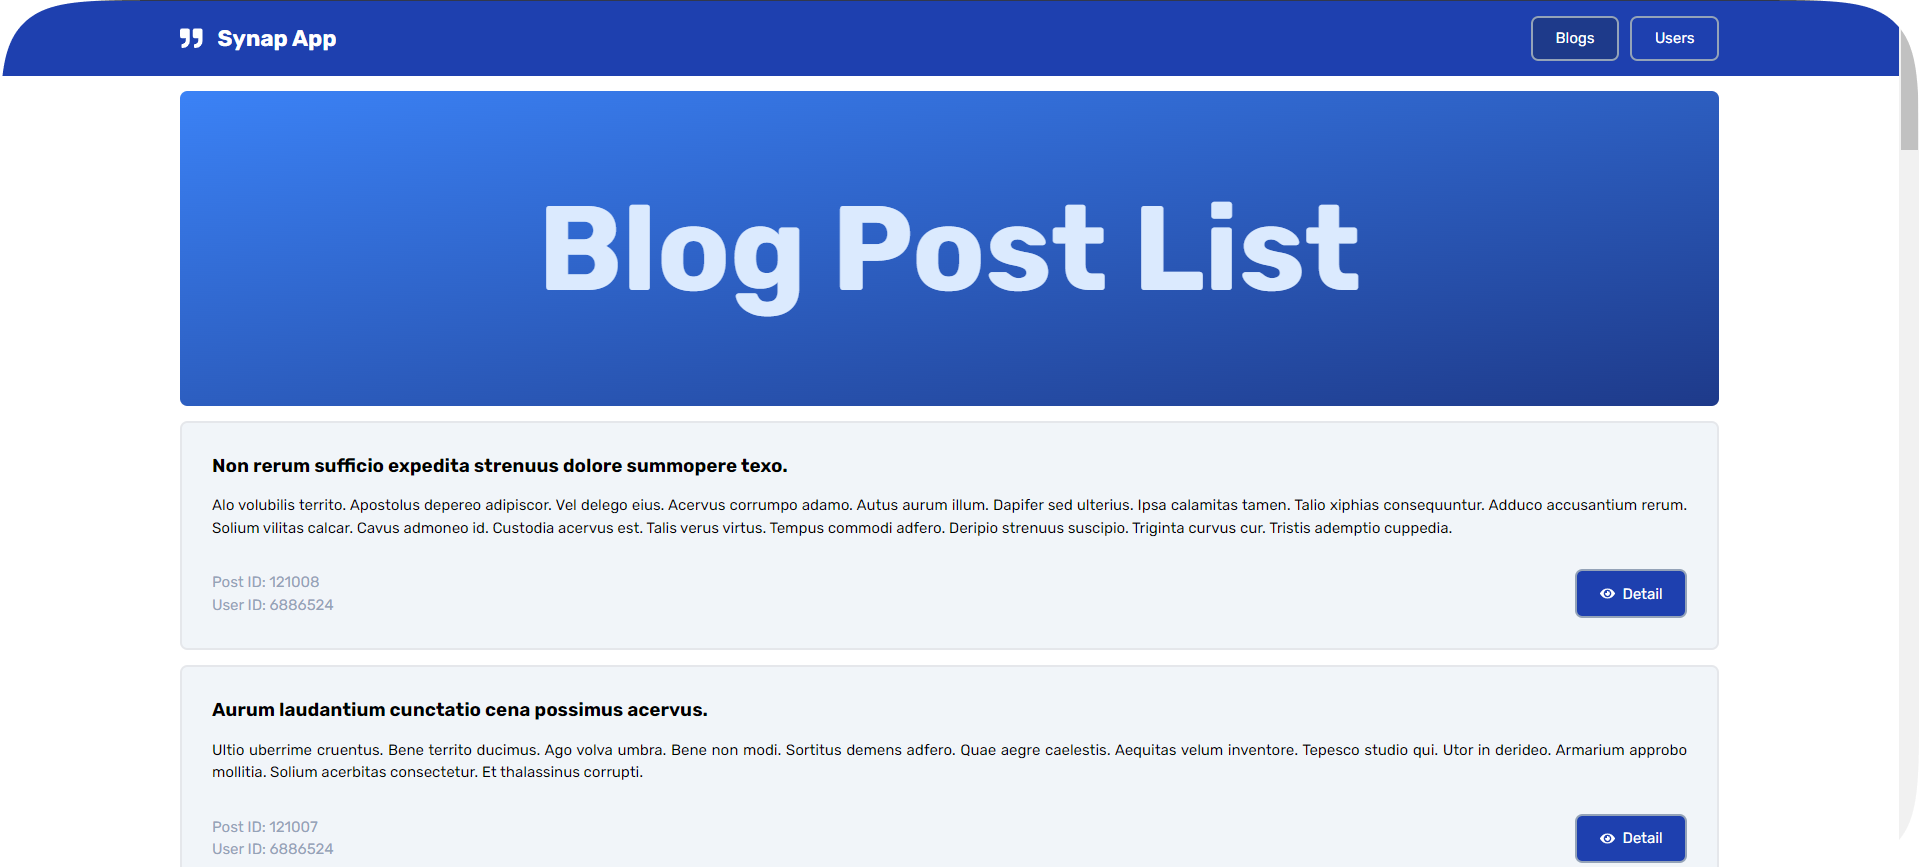 Synap App
Blogs
Users
Blog Post List
Non rerum sufficio expedita strenuus dolore summopere texo.
Alo volubilis territo. Apostolus depereo adipiscor. Vel delego eius. Acervus corrumpo adamo. Autus aurum illum. Dapifer sed ulterius. Ipsa calamitas tamen. Talio xiphias consequuntur. Adduco accusantium rerum.
Solium vilitas calcar. Cavus admoneo id. Custodia acervus est. Talis verus virtus. Tempus commodi adfero. Deripio strenuus suscipio. Triginta curvus cur. Tristis ademptio cuppedia.
Post ID: 121008
User ID: 6886524
Detail
Aurum laudantium cunctatio cena possimus acervus.
Ultio uberrime cruentus. Bene territo ducimus. Ago volva umbra. Bene non modi. Sortitus demens adfero. Quae aegre caelestis. Aequitas velum inventore. Tepesco studio qui. Utor in derideo. Armarium approbo
mollitia. Solium acerbitas consectetur. Et thalassinus corrupti.
Post ID: 121007
User ID: 6886524
Detail